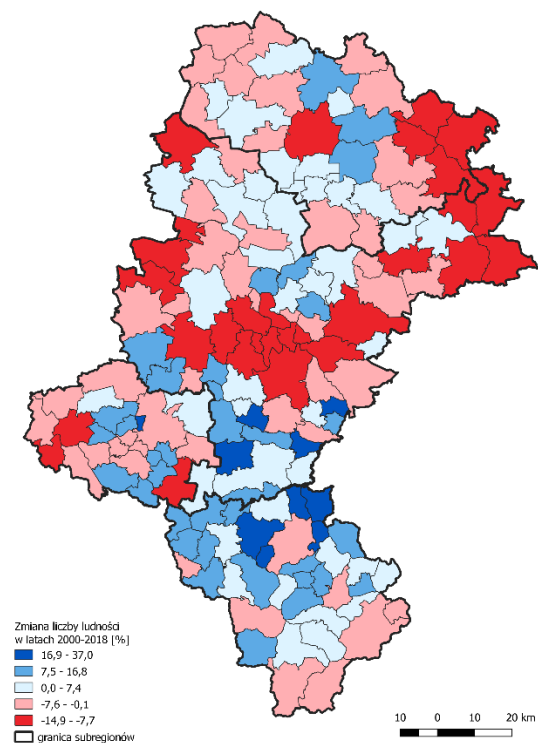 Zmiana liczby ludności
w latach 2000-2018 [%]
16,9 - 37,0
7,5 - 16,8
0,0 - 7,4
-7,6 - -0,1
-14,9 - -7,7
granica subregionów
10 0 10 20 km